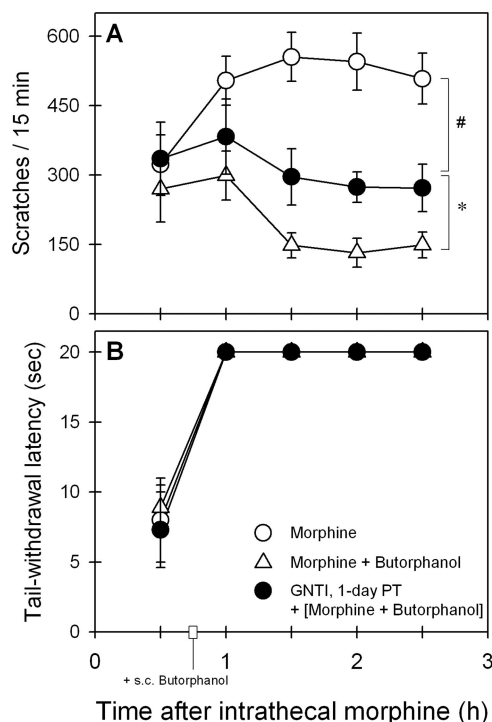 A
600
450
300
150
0
Scratches / 15 min
#
*
B
20
15
10
5
0
Tail-withdrawal latency (sec)
Morphine
Morphine + Butorphanol
GNTI, 1-day PT
+ [Morphine + Butorphanol]
0
1
2
3
+ s.c. Butorphanol
Time after intrathecal morphine (h)